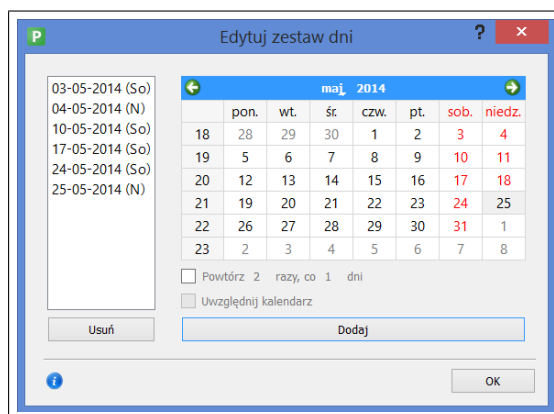 P Edytuj zestaw dni ? ×
03-05-2014 (So)
04-05-2014 (N)
10-05-2014 (So)
17-05-2014 (So)
24-05-2014 (So)
25-05-2014 (N)
maj, 2014
pon. wt. śr. czw. pt. sob. niedz.
18 28 29 30 1 2 3 4
19 5 6 7 8 9 10 11
20 12 13 14 15 16 17 18
21 19 20 21 22 23 24 25
22 26 27 28 29 30 31 1
23 2 3 4 5 6 7 8
Powtórz 2 razy, co 1 dni
Uwzględnij kalendarz
Usuń Dodaj
i OK